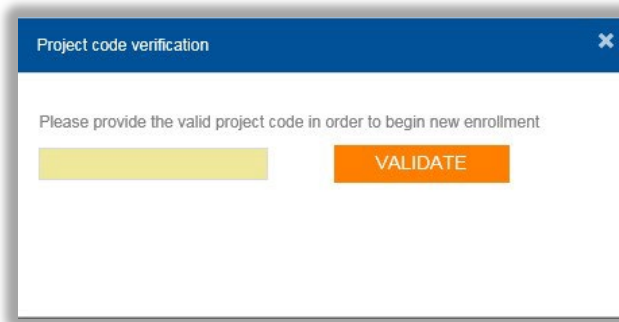 Project code verification
Please provide the valid project code in order to begin new enrollment
VALIDATE